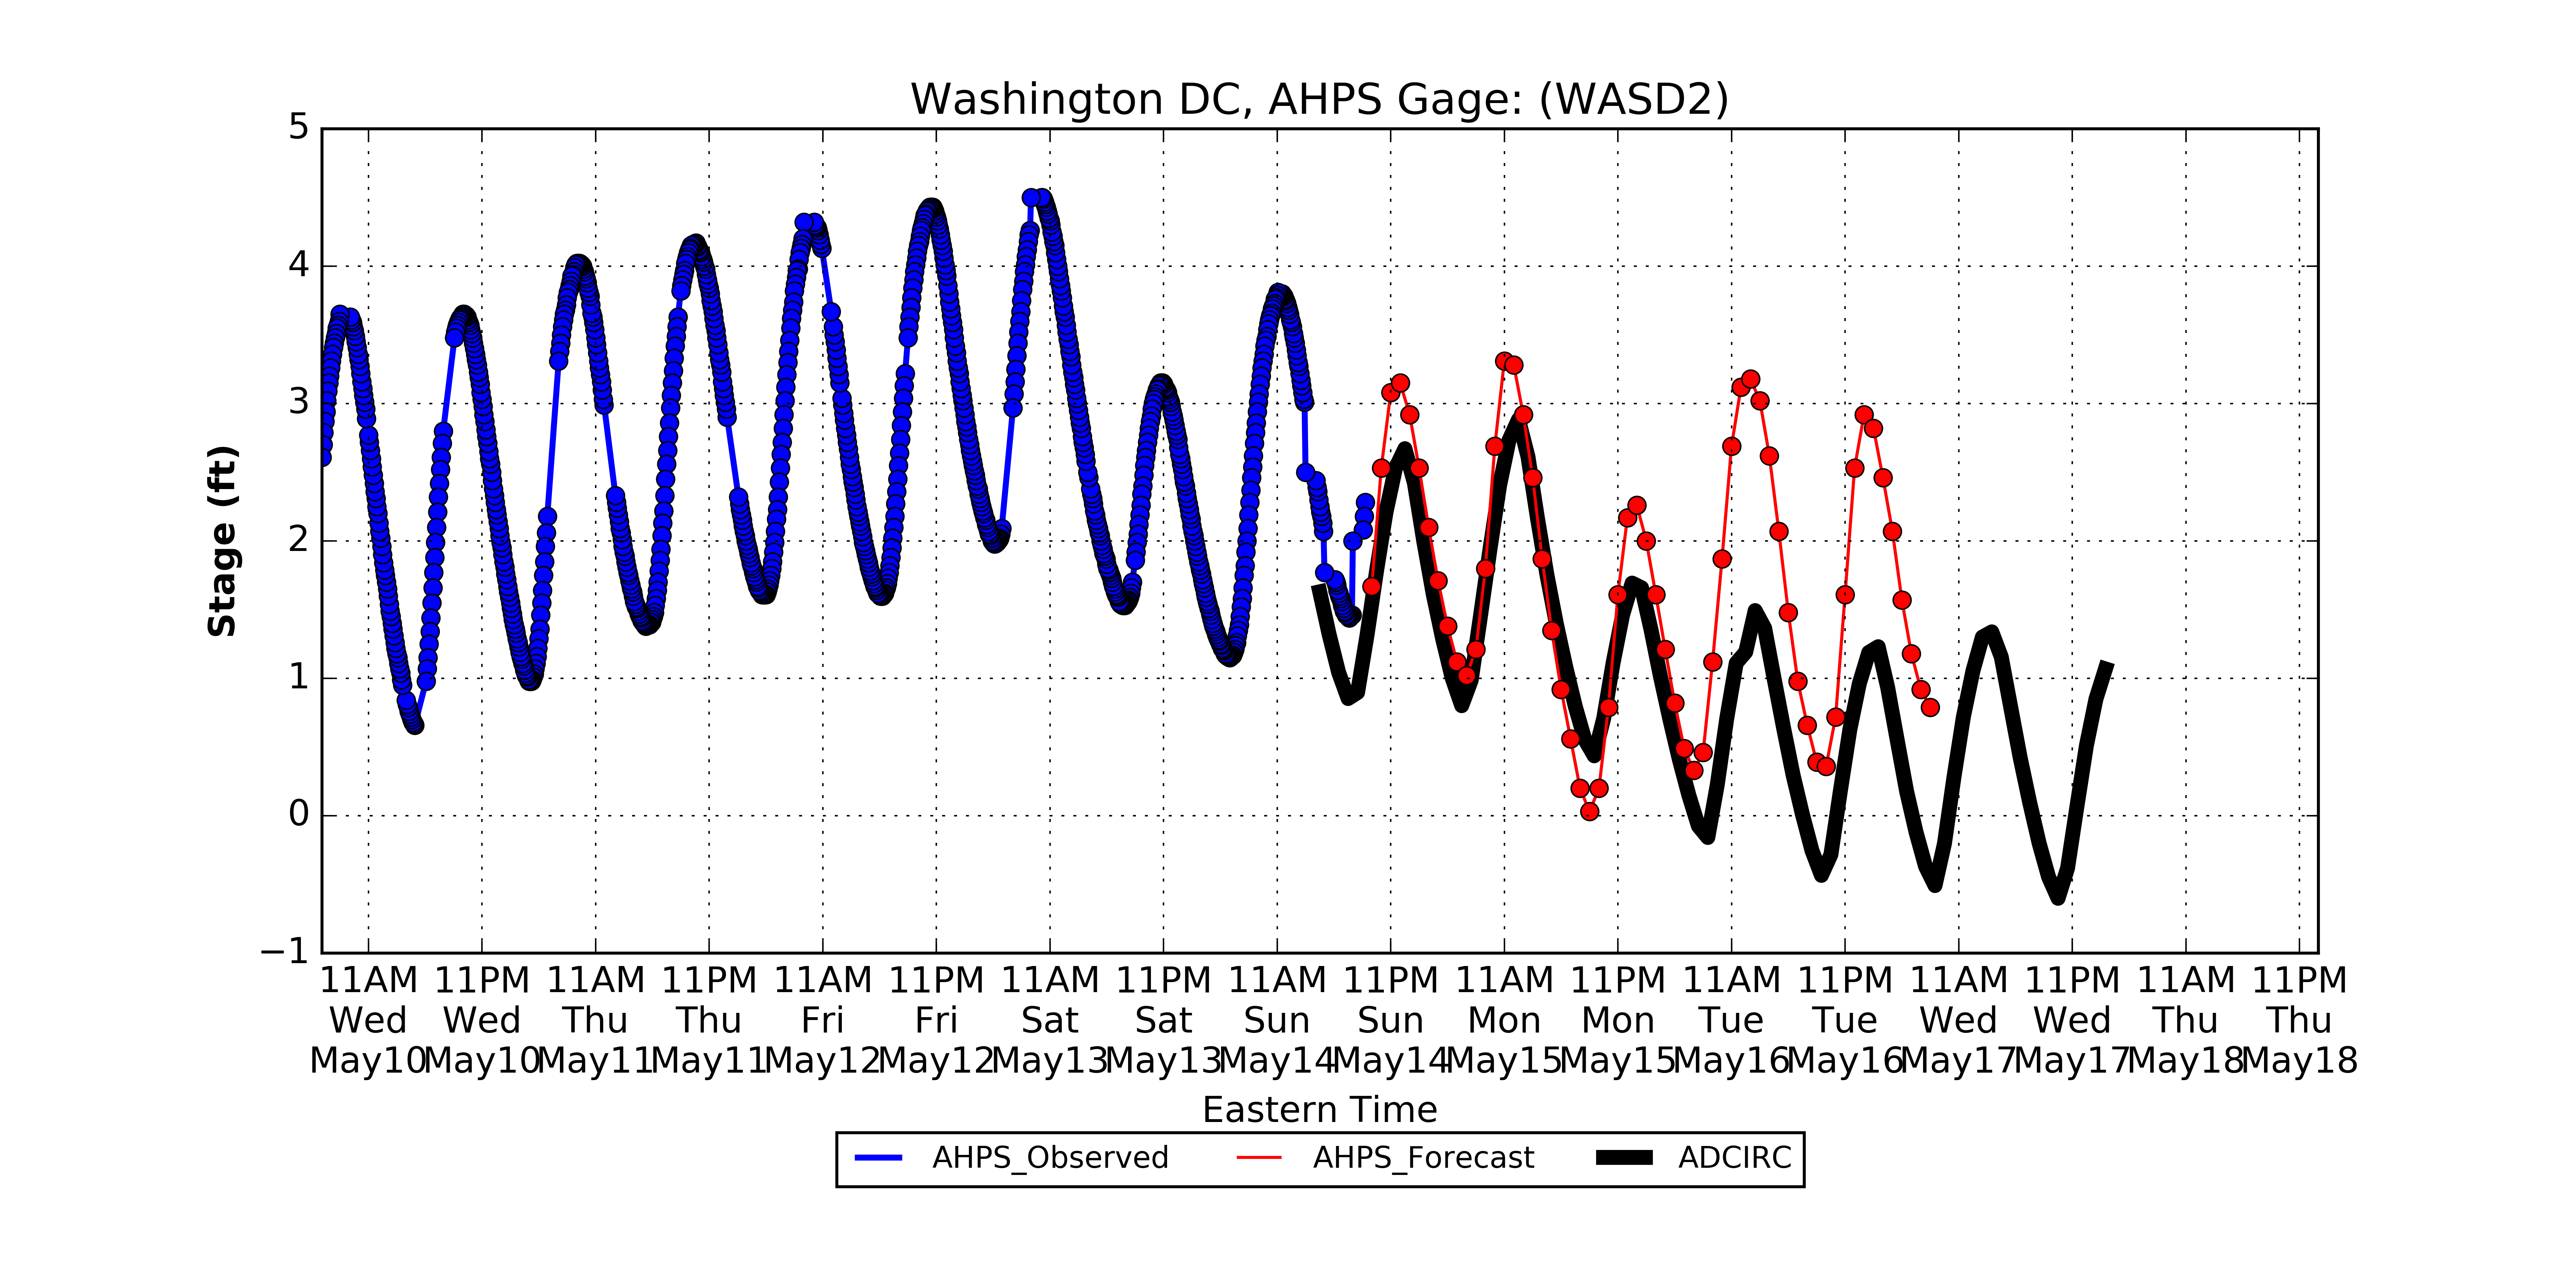 Washington DC, AHPS Gage: (WASD2)
5
4
3
2
1
0
−1
Stage (ft)
11AM 11PM 11AM 11PM 11AM 11PM 11AM 11PM 11AM 11PM 11AM 11PM 11AM 11PM 11AM 11PM 11AM 11PM
Wed Wed Thu Thu Fri Fri Sat Sat Sun Sun Mon Mon Tue Tue Wed Wed Thu Thu
May10 May10 May11 May11 May12 May12 May13 May13 May14 May14 May15 May15 May16 May16 May17 May17 May18 May18
Eastern Time
AHPS_Observed AHPS_Forecast ADCIRC